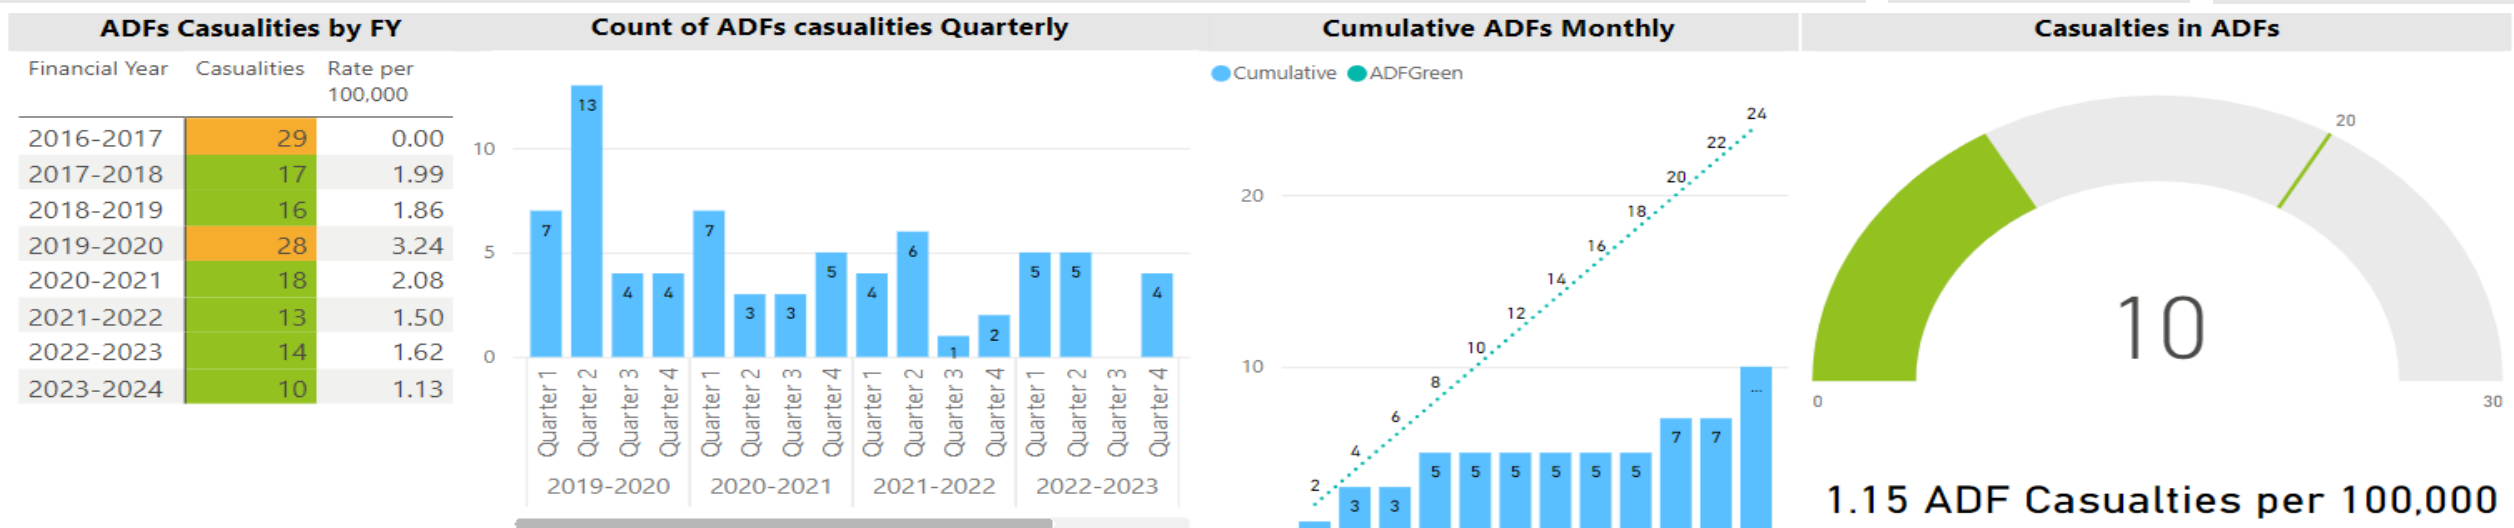 ADFs Casualities by FY
Financial Year Casualities Rate per
100,000
2016-2017 29 0.00
2017-2018 17 1.99
2018-2019 16 1.86
2019-2020 28 3.24
2020-2021 18 2.08
2021-2022 13 1.50
2022-2023 14 1.62
2023-2024 10 1.13
Count of ADFs casualities Quarterly
10
5
0
7 13 4 4 7 3 3 5 4 6 1 2 5 5 4
Quarter 1 Quarter 2 Quarter 3 Quarter 4 Quarter 1 Quarter 2 Quarter 3 Quarter 4 Quarter 1 Quarter 2 Quarter 3 Quarter 4 Quarter 1 Quarter 2 Quarter 3 Quarter 4
2019-2020 2020-2021 2021-2022 2022-2023
Cumulative ADFs Monthly
Cumulative ADFGreen
20
10
2 4 6 8 10 12 14 16 18 20 22 24
3 3 5 5 5 5 5 5 7 7 ...
Casualties in ADFs
20
10
0 30
1.15 ADF Casualties per 100,000